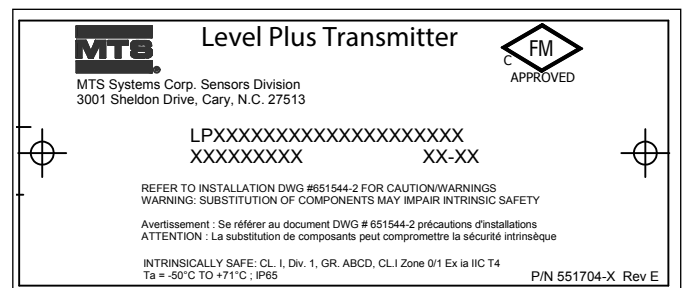 MTS
Level Plus Transmitter
C FM
APPROVED
MTS Systems Corp. Sensors Division
3001 Sheldon Drive, Cary, N.C. 27513
LPXXXXXXXXXXXXXXXXXXXX
XXXXXXXXX XX-XX
REFER TO INSTALLATION DWG #651544-2 FOR CAUTION/WARNINGS
WARNING: SUBSTITUTION OF COMPONENTS MAY IMPAIR INTRINSIC SAFETY
Avertissement : Se référer au document DWG # 651544-2 précautions d'installations
ATTENTION : La substitution de composants peut compromettre la sécurité intrinsèque
INTRINSICALLY SAFE: CL. I, Div. 1, GR. ABCD, CL.I Zone 0/1 Ex ia IIC T4
Ta = -50°C TO +71°C ; IP65
P/N 551704-X Rev E